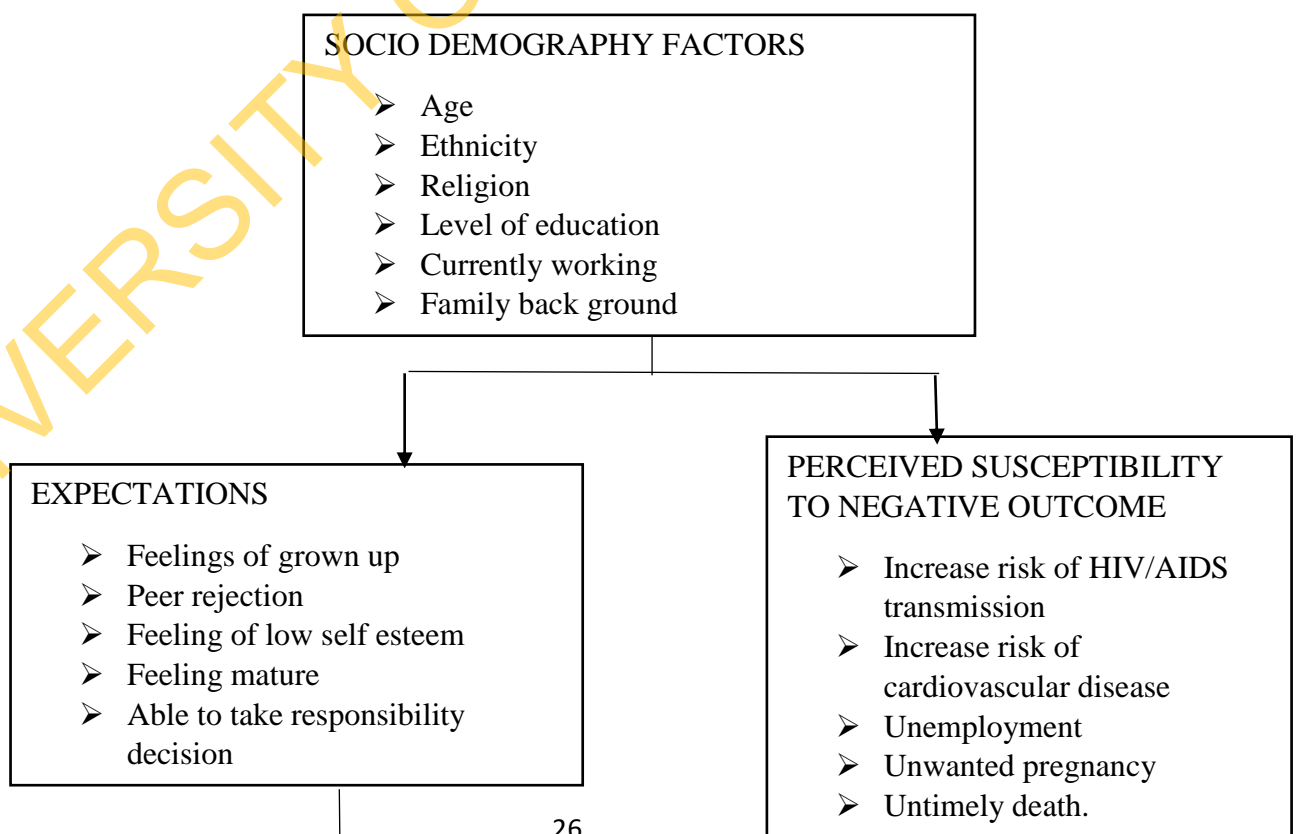 VERSITY O
SOCIO DEMOGRAPHY FACTORS
➢ Age
➢ Ethnicity
➢ Religion
➢ Level of education
➢ Currently working
➢ Family back ground
EXPECTATIONS
➢ Feelings of grown up
➢ Peer rejection
➢ Feeling of low self esteem
➢ Feeling mature
➢ Able to take responsibility
decision
PERCEIVED SUSCEPTIBILITY
TO NEGATIVE OUTCOME
➢ Increase risk of HIV/AIDS
transmission
➢ Increase risk of
cardiovascular disease
➢ Unemployment
➢ Unwanted pregnancy
➢ Untimely death.
26